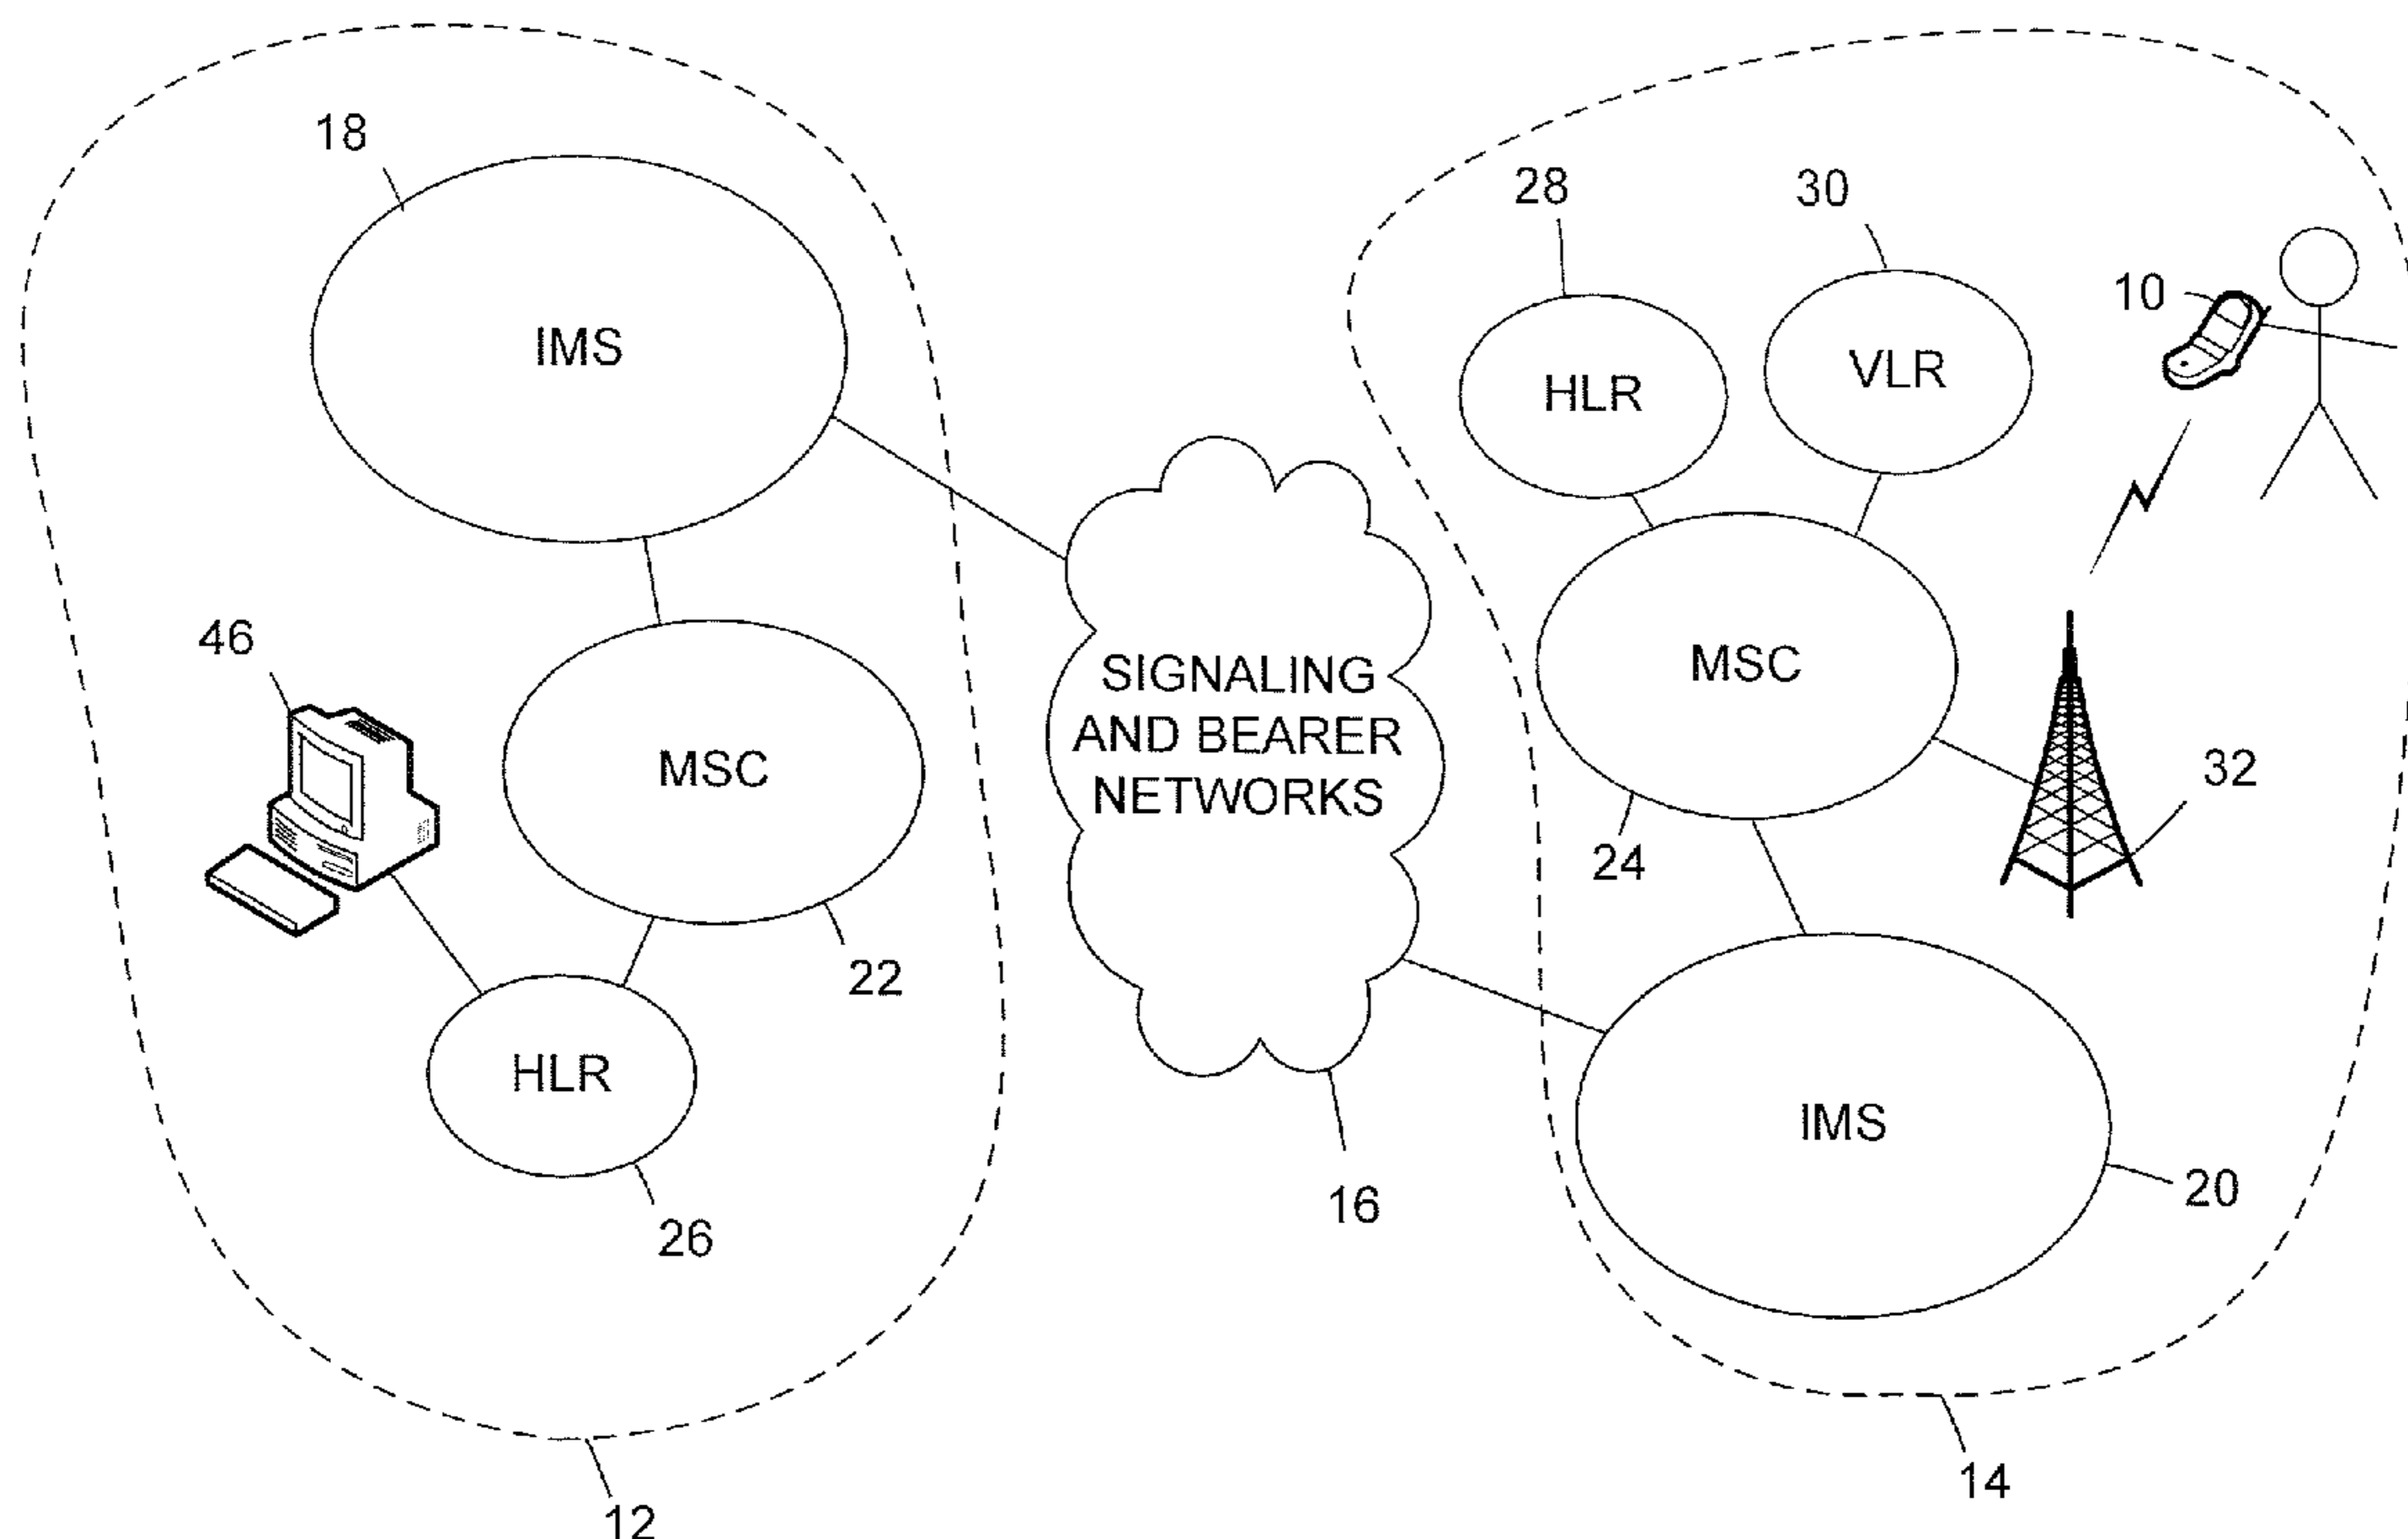 18
IMS
46
MSC
22
HLR
26
12
SIGNALING
AND BEARER
NETWORKS
16
28
30
10
HLR
VLR
MSC
24
32
IMS
20
14